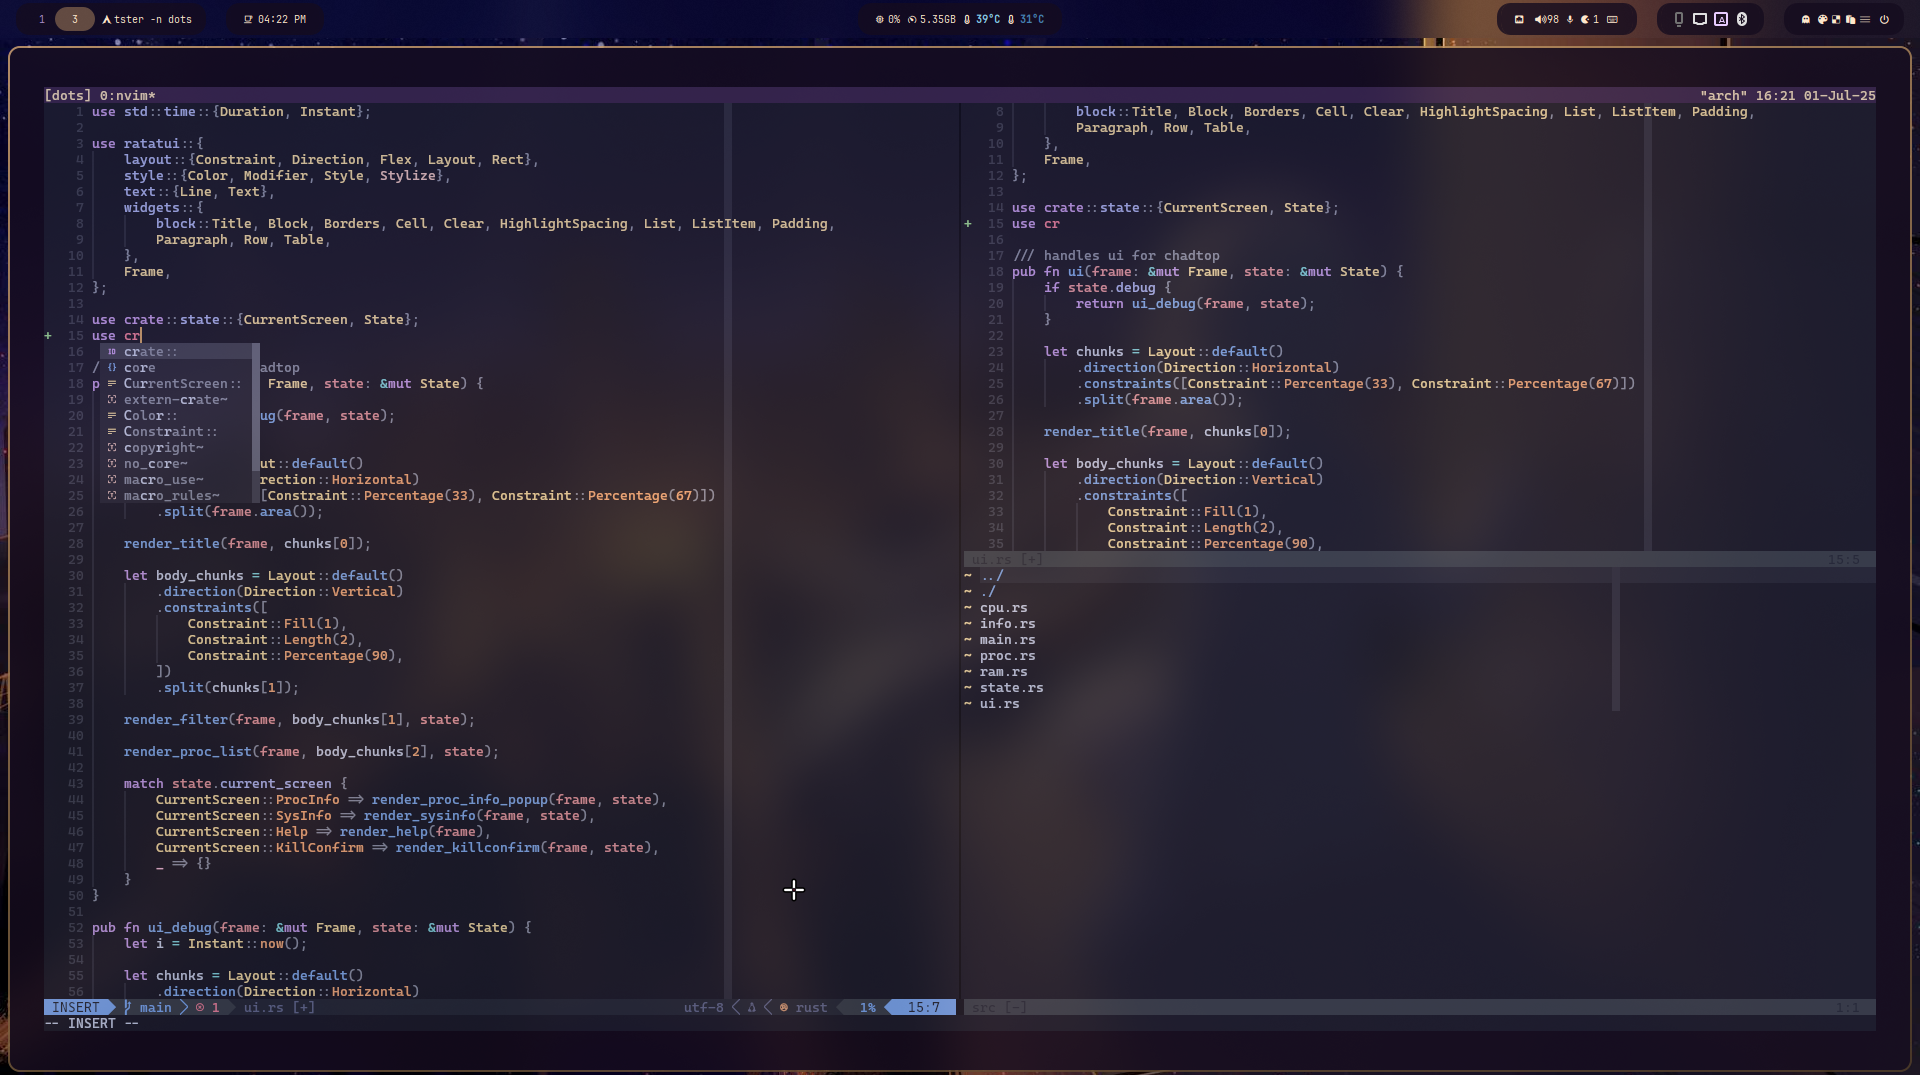 1 3 tster -n dots 04:22 PM 0% 5.35GB 39°C 31°C 98 1
[dots] 0:nvim* "arch" 16:21 01-Jul-25
1 use std::time::{Duration, Instant};
2
3 use ratatui::{
4 layout::{Constraint, Direction, Flex, Layout, Rect},
5 style::{Color, Modifier, Style, Stylize},
6 text::{Line, Text},
7 widgets::{
8 block::Title, Block, Borders, Cell, Clear, HighlightSpacing, List, ListItem, Padding,
9 Paragraph, Row, Table,
10 },
11 Frame,
12 };
13
14 use crate::state::{CurrentScreen, State};
+ 15 use cr
16
17 / adtop
18 p Frame, state: &mut State) {
19
20 ug(frame, state);
21
22
23 ut::default()
24 rection::Horizontal)
25 [Constraint::Percentage(33), Constraint::Percentage(67)])
26 .split(frame.area());
27
28 render_title(frame, chunks[0]);
29
30 let body_chunks = Layout::default()
31 .direction(Direction::Vertical)
32 .constraints([
33 Constraint::Fill(1),
34 Constraint::Length(2),
35 Constraint::Percentage(90),
36 ])
37 .split(chunks[1]);
38
39 render_filter(frame, body_chunks[1], state);
40
41 render_proc_list(frame, body_chunks[2], state);
42
43 match state.current_screen {
44 CurrentScreen::ProcInfo => render_proc_info_popup(frame, state),
45 CurrentScreen::SysInfo => render_sysinfo(frame, state),
46 CurrentScreen::Help => render_help(frame),
47 CurrentScreen::KillConfirm => render_killconfirm(frame, state),
48 _ => {}
49 }
50 }
51
52 pub fn ui_debug(frame: &mut Frame, state: &mut State) {
53 let i = Instant::now();
54
55 let chunks = Layout::default()
56 .direction(Direction::Horizontal)
crate::
core
CurrentScreen::
extern-crate~
Color::
Constraint::
copyright~
no_core~
macro_use~
macro_rules~
INSERT main 1 ui.rs [+] utf-8 rust 1% 15:7
-- INSERT --
8 block::Title, Block, Borders, Cell, Clear, HighlightSpacing, List, ListItem, Padding,
9 Paragraph, Row, Table,
10 },
11 Frame,
12 };
13
14 use crate::state::{CurrentScreen, State};
+ 15 use cr
16
17 /// handles ui for chadtop
18 pub fn ui(frame: &mut Frame, state: &mut State) {
19 if state.debug {
20 return ui_debug(frame, state);
21 }
22
23 let chunks = Layout::default()
24 .direction(Direction::Horizontal)
25 .constraints([Constraint::Percentage(33), Constraint::Percentage(67)])
26 .split(frame.area());
27
28 render_title(frame, chunks[0]);
29
30 let body_chunks = Layout::default()
31 .direction(Direction::Vertical)
32 .constraints([
33 Constraint::Fill(1),
34 Constraint::Length(2),
35 Constraint::Percentage(90),
ui.rs [+] 15:5
~ ../
~ ./
~ cpu.rs
~ info.rs
~ main.rs
~ proc.rs
~ ram.rs
~ state.rs
~ ui.rs
src [-] 1:1